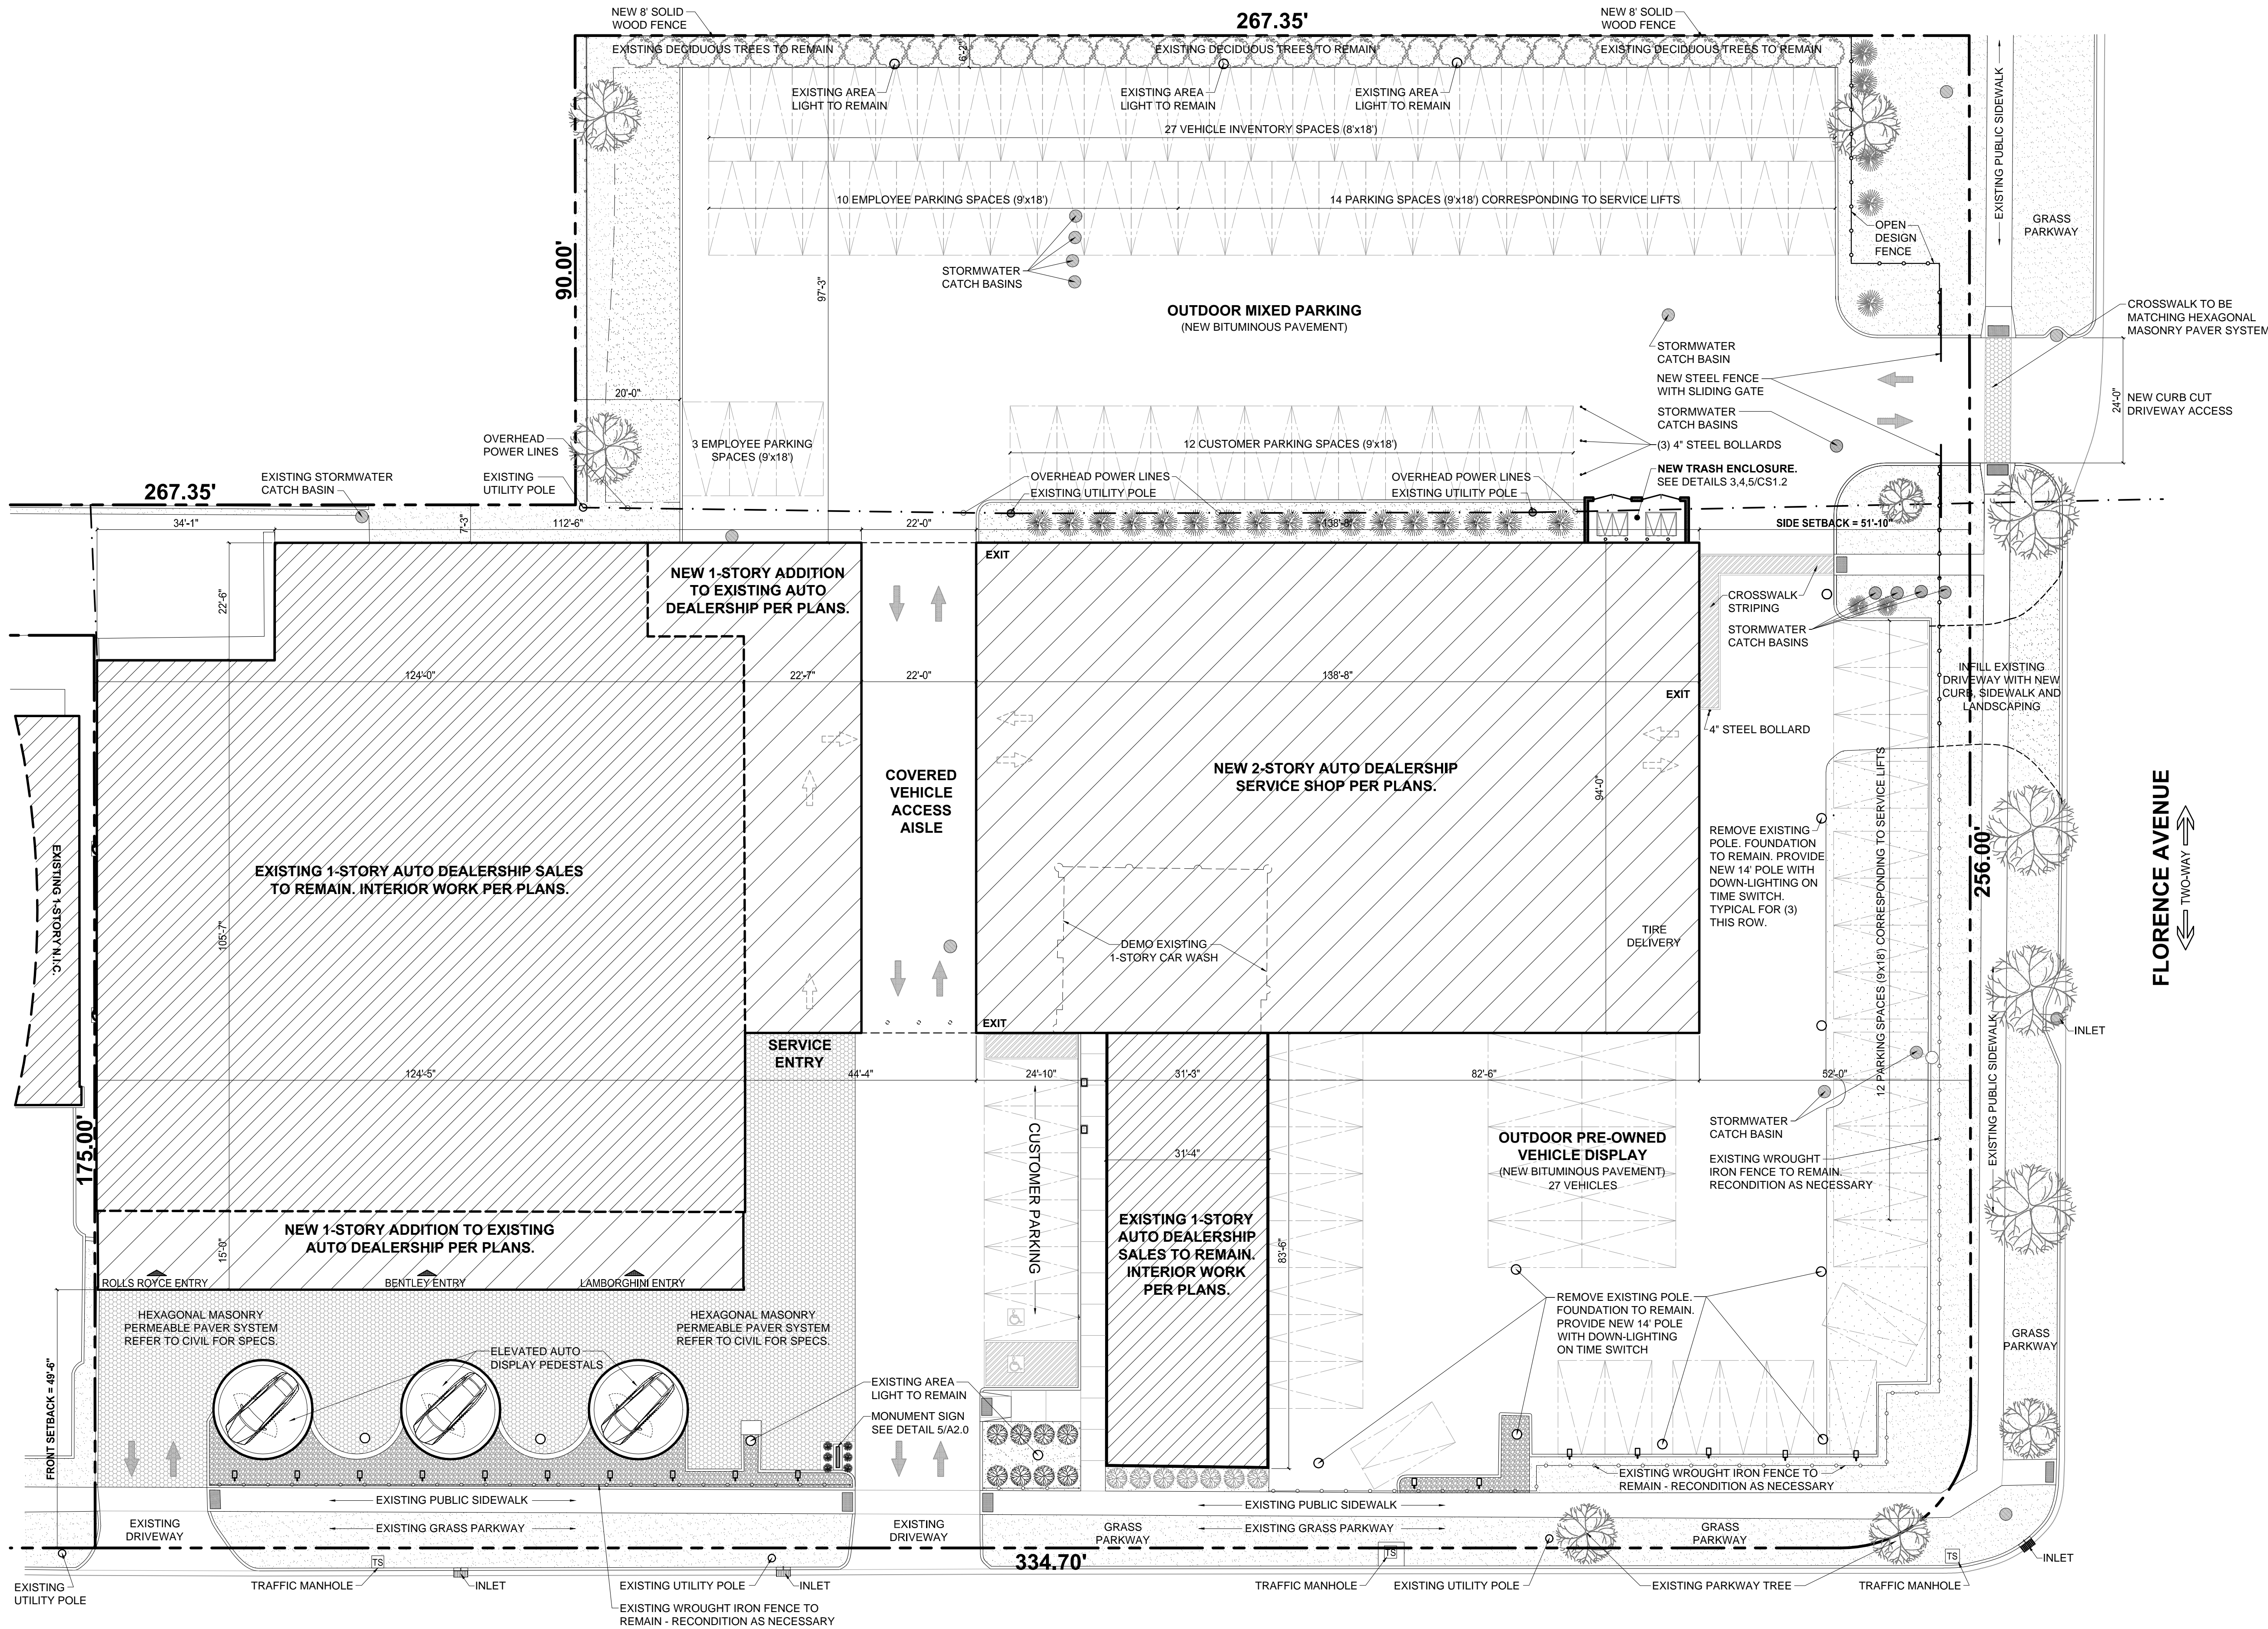 NEW 8' SOLID
WOOD FENCE
267.35'
NEW 8' SOLID
WOOD FENCE
EXISTING DECIDUOUS TREES TO REMAIN
EXISTING DECIDUOUS TREES TO REMAIN
EXISTING DECIDUOUS TREES TO REMAIN
6'-2"
EXISTING AREA
LIGHT TO REMAIN
EXISTING AREA
LIGHT TO REMAIN
EXISTING AREA
LIGHT TO REMAIN
27 VEHICLE INVENTORY SPACES (8'x18')
EXISTING PUBLIC SIDEWALK
10 EMPLOYEE PARKING SPACES (9'x18')
14 PARKING SPACES (9'x18') CORRESPONDING TO SERVICE LIFTS
GRASS
PARKWAY
OPEN
DESIGN
FENCE
90.00'
STORMWATER
CATCH BASINS
97'-3"
OUTDOOR MIXED PARKING
(NEW BITUMINOUS PAVEMENT)
CROSSWALK TO BE
MATCHING HEXAGONAL
MASONRY PAVER SYSTEM
STORMWATER
CATCH BASIN
NEW STEEL FENCE
WITH SLIDING GATE
24'-0"
NEW CURB CUT
DRIVEWAY ACCESS
20'-0"
STORMWATER
CATCH BASINS
OVERHEAD
POWER LINES
3 EMPLOYEE PARKING
SPACES (9'x18')
12 CUSTOMER PARKING SPACES (9'x18')
(3) 4" STEEL BOLLARDS
EXISTING STORMWATER
CATCH BASIN
EXISTING
UTILITY POLE
OVERHEAD POWER LINES
EXISTING UTILITY POLE
OVERHEAD POWER LINES
EXISTING UTILITY POLE
NEW TRASH ENCLOSURE.
SEE DETAILS 3,4,5/CS1.2
267.35'
34'-1"
7'-3"
112'-6"
22'-0"
138'-8"
SIDE SETBACK = 51'-10"
EXIT
NEW 1-STORY ADDITION
TO EXISTING AUTO
DEALERSHIP PER PLANS.
22'-6"
CROSSWALK
STRIPING
STORMWATER
CATCH BASINS
124'-0"
22'-7"
22'-0"
138'-8"
EXIT
INFILL EXISTING
DRIVEWAY WITH NEW
CURB, SIDEWALK AND
LANDSCAPING
4" STEEL BOLLARD
COVERED
VEHICLE
ACCESS
AISLE
NEW 2-STORY AUTO DEALERSHIP
SERVICE SHOP PER PLANS.
94'-0"
12 PARKING SPACES (9'x18') CORRESPONDING TO SERVICE LIFTS
256.00'
FLORENCE AVENUE
TWO-WAY
EXISTING 1-STORY N.I.C.
EXISTING 1-STORY AUTO DEALERSHIP SALES
TO REMAIN. INTERIOR WORK PER PLANS.
105'-7"
REMOVE EXISTING
POLE. FOUNDATION
TO REMAIN. PROVIDE
NEW 14' POLE WITH
DOWN-LIGHTING ON
TIME SWITCH.
TYPICAL FOR (3)
THIS ROW.
DEMO EXISTING
1-STORY CAR WASH
TIRE
DELIVERY
EXIT
INLET
SERVICE
ENTRY
124'-5"
44'-4"
24'-10"
31'-3"
82'-6"
52'-0"
EXISTING PUBLIC SIDEWALK
175.00'
CUSTOMER PARKING
31'-4"
STORMWATER
CATCH BASIN
OUTDOOR PRE-OWNED
VEHICLE DISPLAY
(NEW BITUMINOUS PAVEMENT)
27 VEHICLES
EXISTING WROUGHT
IRON FENCE TO REMAIN.
RECONDITION AS NECESSARY
NEW 1-STORY ADDITION TO EXISTING
AUTO DEALERSHIP PER PLANS.
15'-0"
EXISTING 1-STORY
AUTO DEALERSHIP
SALES TO REMAIN.
INTERIOR WORK
PER PLANS.
83'-6"
ROLLS ROYCE ENTRY
BENTLEY ENTRY
LAMBORGHINI ENTRY
HEXAGONAL MASONRY
PERMEABLE PAVER SYSTEM
REFER TO CIVIL FOR SPECS.
HEXAGONAL MASONRY
PERMEABLE PAVER SYSTEM
REFER TO CIVIL FOR SPECS.
REMOVE EXISTING POLE.
FOUNDATION TO REMAIN.
PROVIDE NEW 14' POLE
WITH DOWN-LIGHTING
ON TIME SWITCH
GRASS
PARKWAY
ELEVATED AUTO
DISPLAY PEDESTALS
FRONT SETBACK = 49'-6"
EXISTING AREA
LIGHT TO REMAIN
MONUMENT SIGN
SEE DETAIL 5/A2.0
EXISTING WROUGHT IRON FENCE TO
REMAIN - RECONDITION AS NECESSARY
EXISTING PUBLIC SIDEWALK
EXISTING PUBLIC SIDEWALK
EXISTING
DRIVEWAY
EXISTING GRASS PARKWAY
EXISTING
DRIVEWAY
GRASS
PARKWAY
EXISTING GRASS PARKWAY
GRASS
PARKWAY
TS
334.70'
TS
TS
INLET
EXISTING
UTILITY POLE
TRAFFIC MANHOLE
INLET
EXISTING UTILITY POLE
INLET
TRAFFIC MANHOLE
EXISTING UTILITY POLE
EXISTING PARKWAY TREE
TRAFFIC MANHOLE
EXISTING WROUGHT IRON FENCE TO
REMAIN - RECONDITION AS NECESSARY